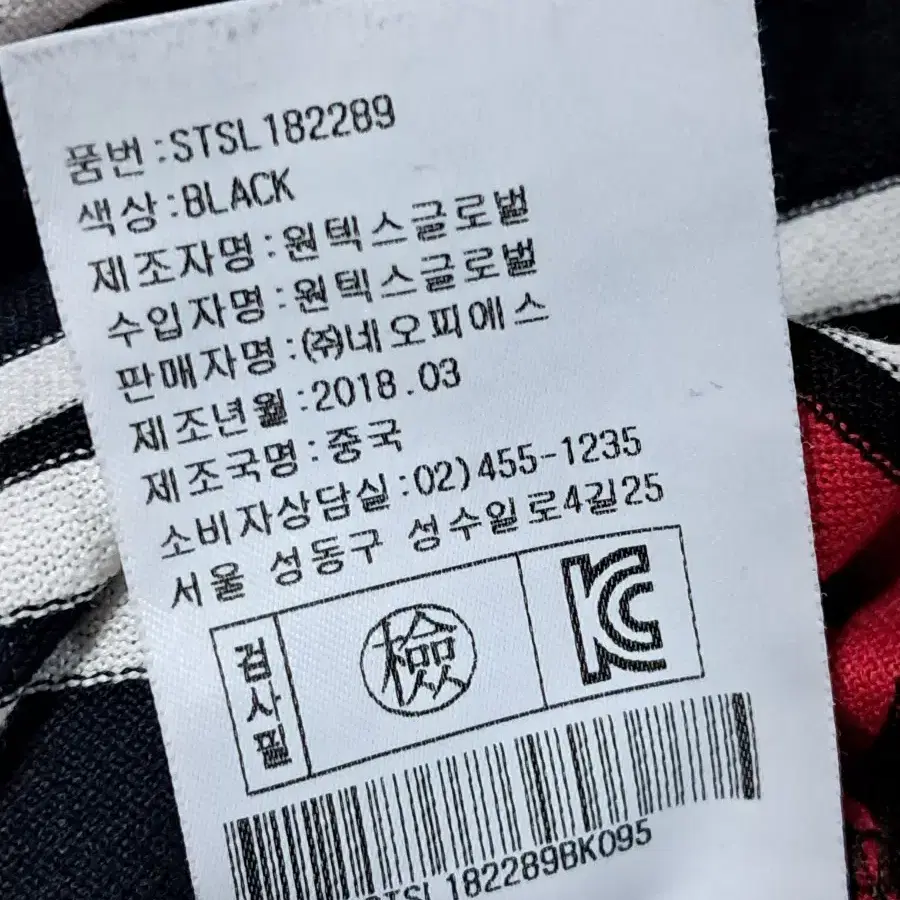 품번:STSL182289
색상:BLACK
제조자명:원텍스글로벌
수입자명:원텍스글로벌
판매자명:㈜네오피에스
제조년월:2018.03
제조국명:중국
소비자상담실:02)455-1235
서울 성동구 성수일로4길25
검사필
檢
KC
STSL182289BK095